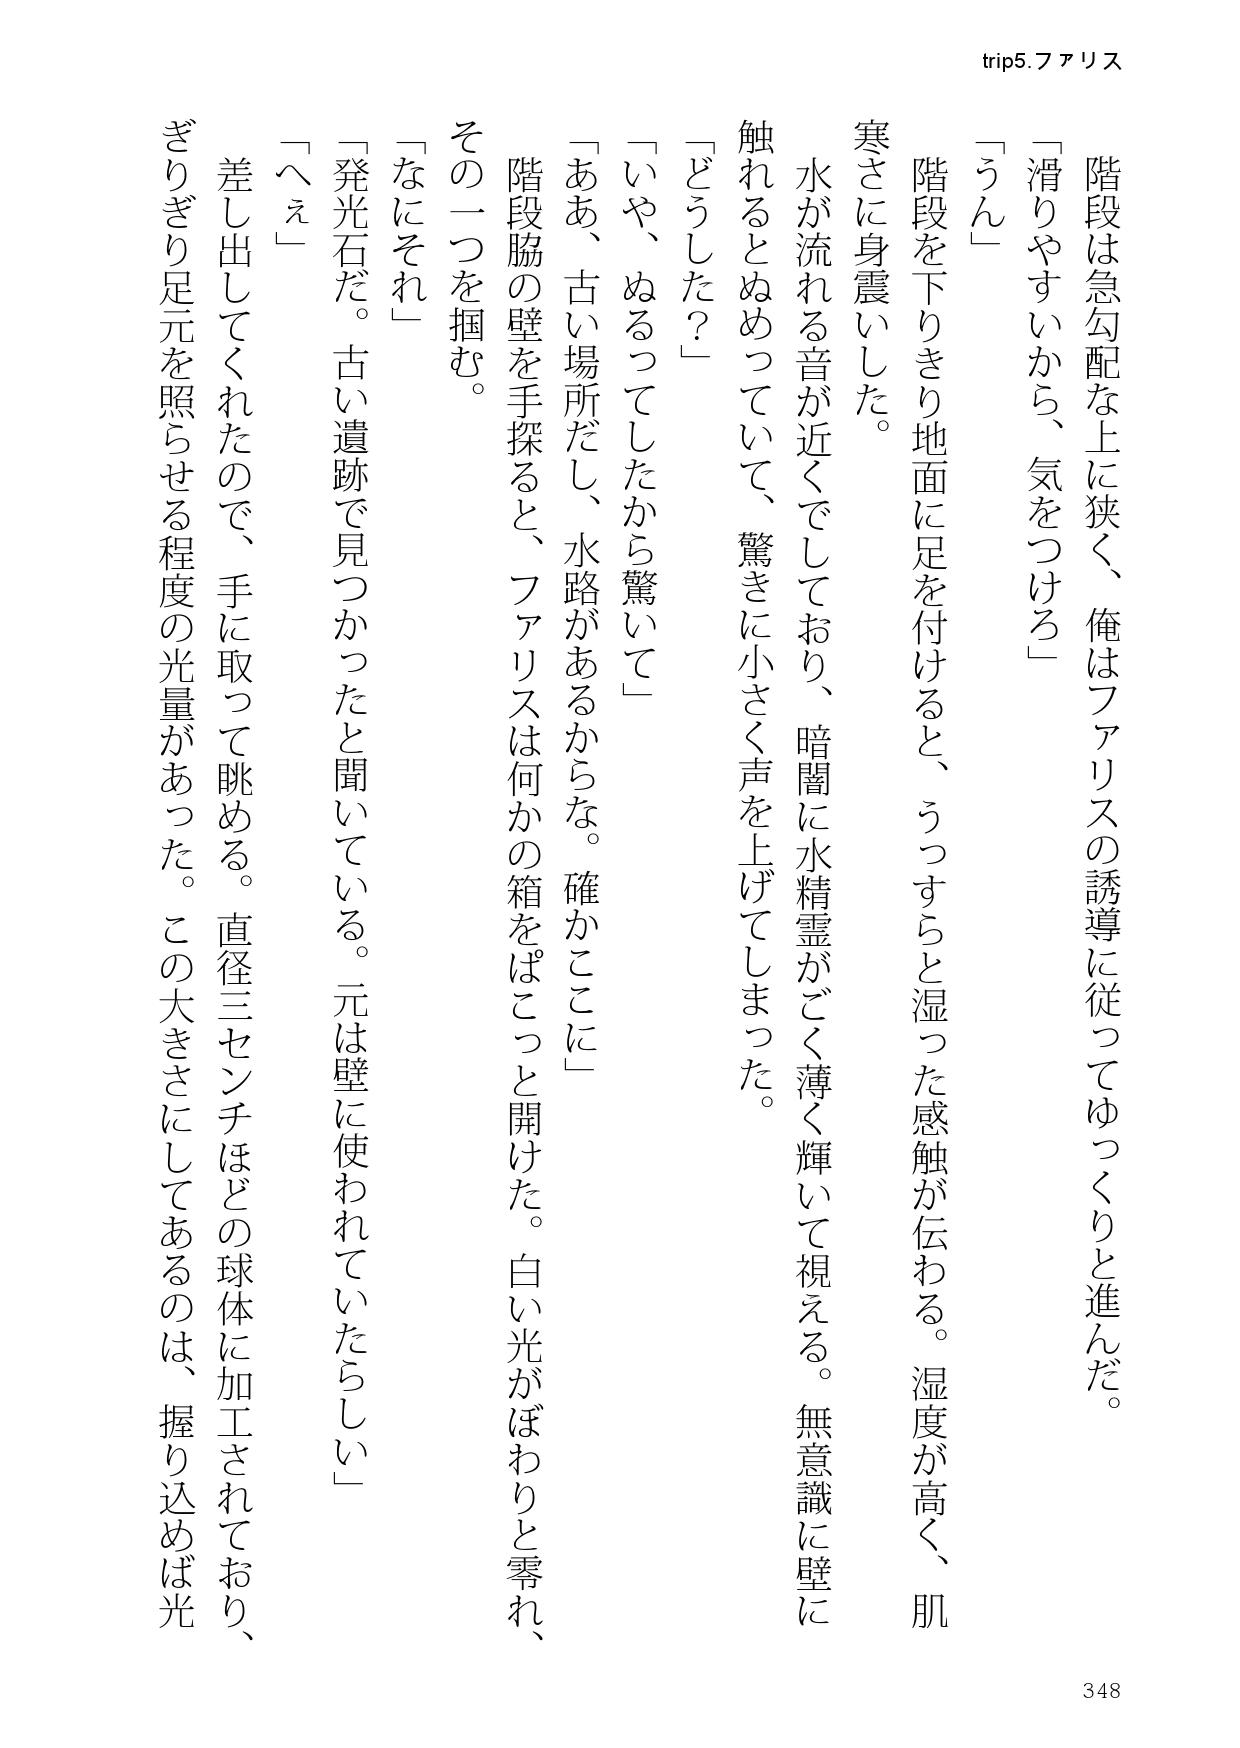 trip5.ファリス
　階段は急勾配な上に狭く、俺はファリスの誘導に従ってゆっくりと進んだ。
「滑りやすいから、気をつけろ」
「うん」
　階段を下りきり地面に足を付けると、うっすらと湿った感触が伝わる。湿度が高く、肌
寒さに身震いした。
　水が流れる音が近くでしており、暗闇に水精霊がごく薄く輝いて視える。無意識に壁に
触れるとぬめっていて、驚きに小さく声を上げてしまった。
「どうした？」
「いや、ぬるってしたから驚いて」
「ああ、古い場所だし、水路があるからな。確かここに」
　階段脇の壁を手探ると、ファリスは何かの箱をぱこっと開けた。白い光がぼわりと零れ、
その一つを掴む。
「なにそれ」
「発光石だ。古い遺跡で見つかったと聞いている。元は壁に使われていたらしい」
「へぇ」
　差し出してくれたので、手に取って眺める。直径三センチほどの球体に加工されており、
ぎりぎり足元を照らせる程度の光量があった。この大きさにしてあるのは、握り込めば光
348